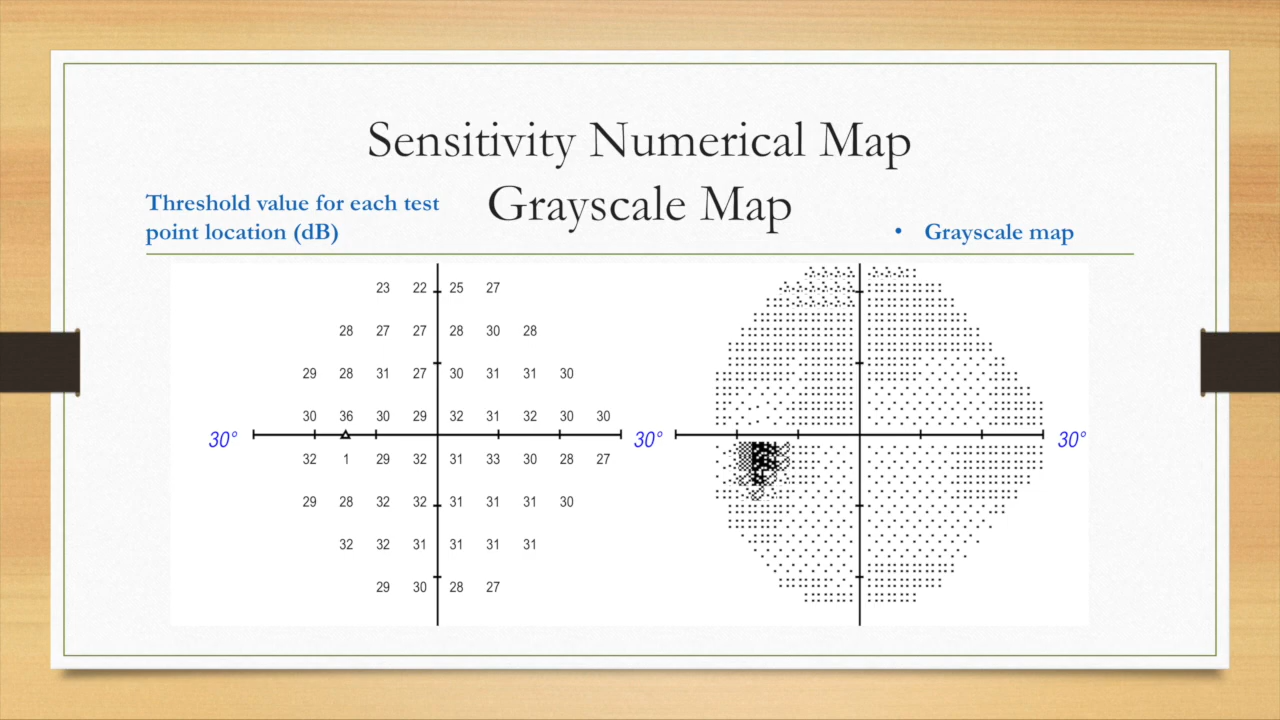 Sensitivity Numerical Map
Grayscale Map
Threshold value for each test
point location (dB)
• Grayscale map
23 22 25 27
28 27 27 28 30 28
29 28 31 27 30 31 31 30
30 36 30 29 32 31 32 30 30
30° 30° 30°
32 1 29 32 31 33 30 28 27
29 28 32 32 31 31 31 30
32 32 31 31 31 31
29 30 28 27